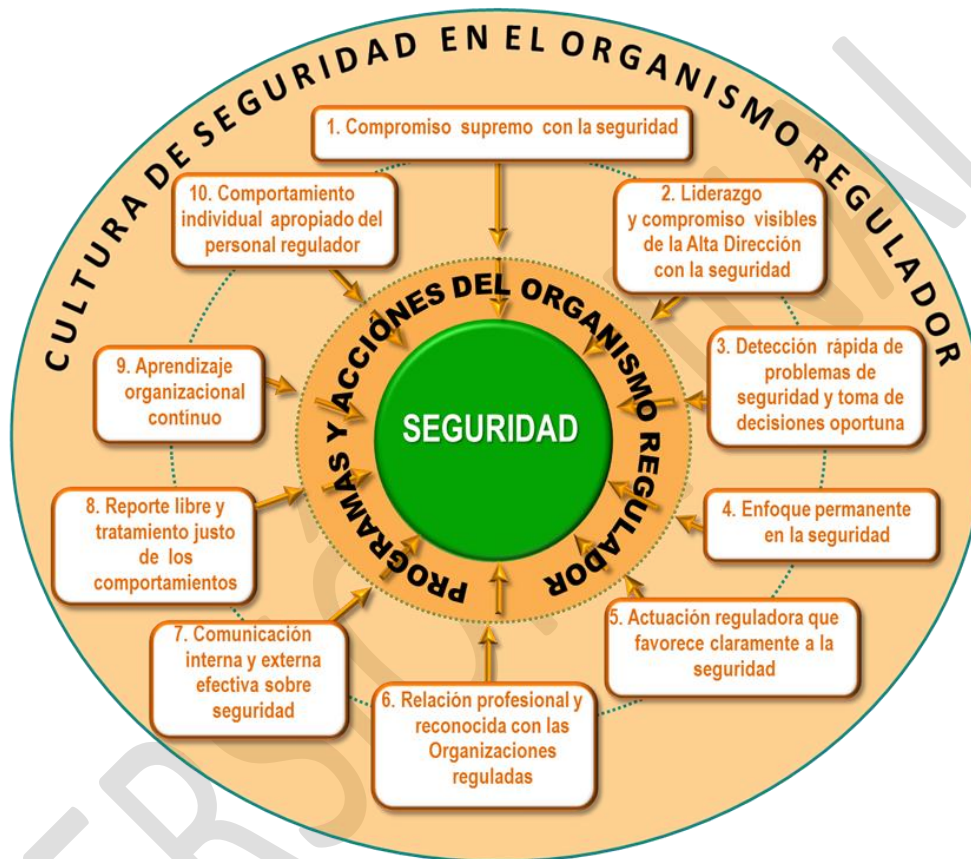 CULTURA DE SEGURIDAD EN EL ORGANISMO REGULADOR
1. Compromiso supremo con la seguridad
2. Liderazgo
y compromiso visibles
de la Alta Dirección
con la seguridad
3. Detección rápida de
problemas de
seguridad y toma de
decisiones oportuna
4. Enfoque permanente
en la seguridad
5. Actuación reguladora que
favorece claramente a la
seguridad
6. Relación profesional y
reconocida con las
Organizaciones
reguladas
7. Comunicación
interna y externa
efectiva sobre
seguridad
8. Reporte libre y
tratamiento justo
de los
comportamientos
9. Aprendizaje
organizacional
contínuo
10. Comportamiento
individual apropiado del
personal regulador
PROGRAMAS Y ACCIÓNES DEL ORGANISMO REGULADOR
SEGURIDAD